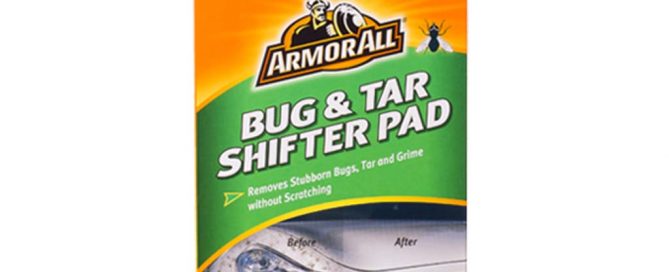 ARMORALL
BUG & TAR
SHIFTER PAD
Removes Stubborn Bugs, Tar and Grime
without Scratching
Before After